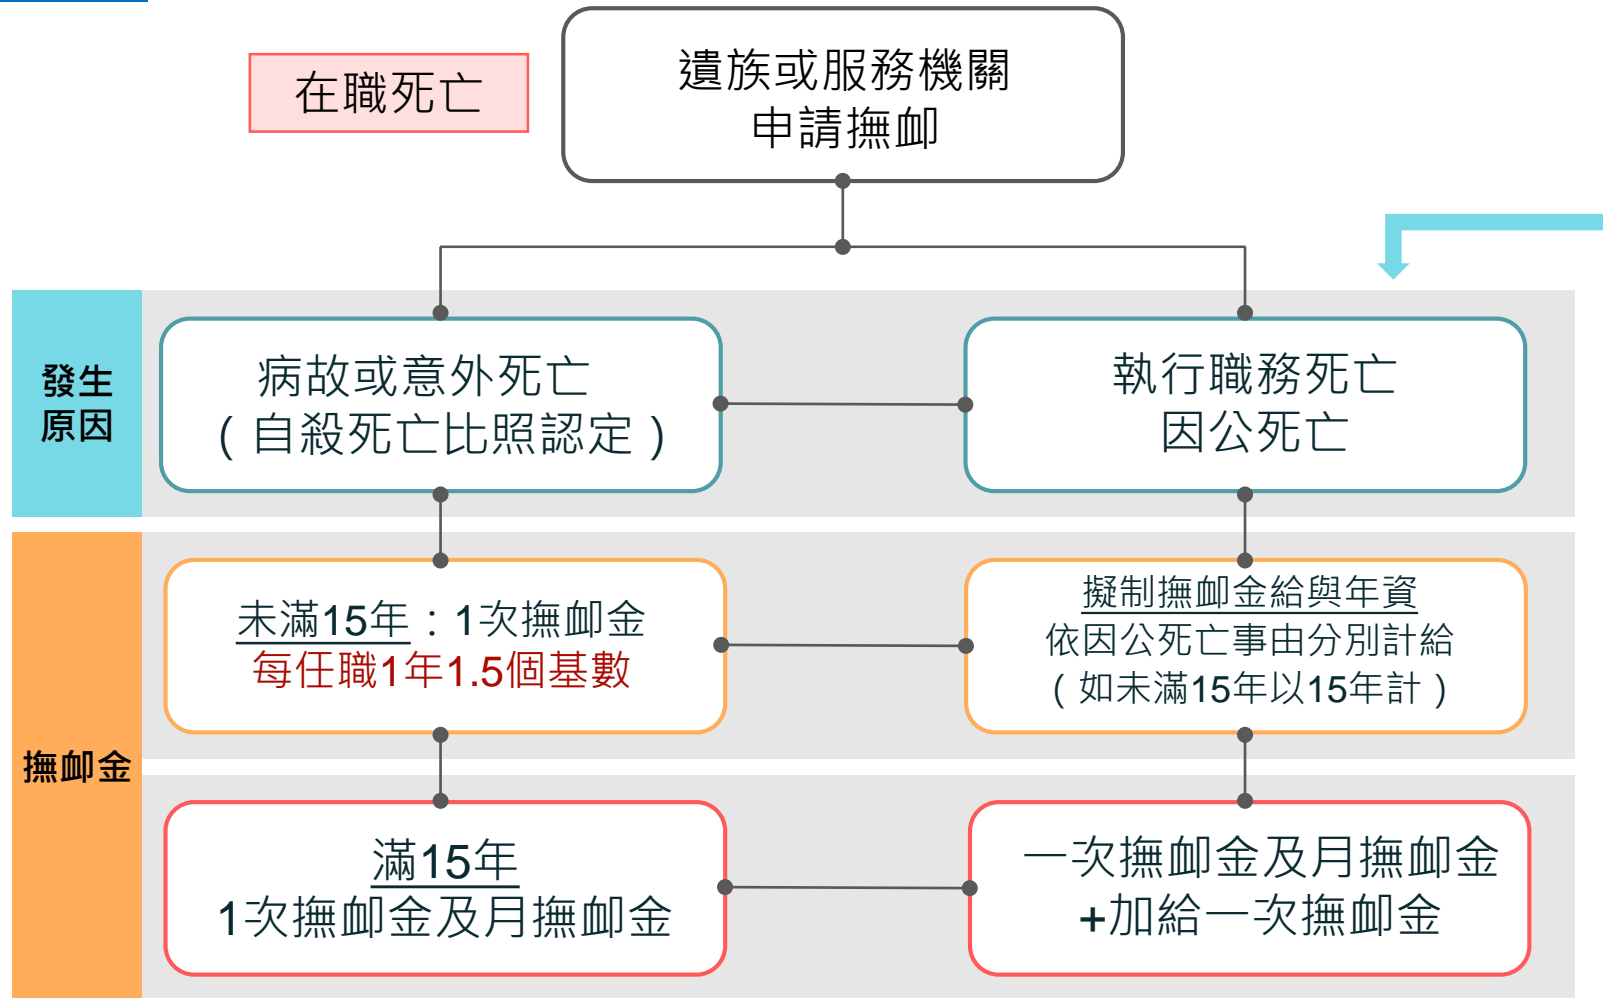 在職死亡
遺族或服務機關
申請撫卹
發生
原因
病故或意外死亡
(自殺死亡比照認定)
執行職務死亡
因公死亡
撫卹金
未滿15年：1次撫卹金
每任職1年1.5個基數
擬制撫卹金給與年資
依因公死亡事由分別計給
(如未滿15年以15年計)
滿15年
1次撫卹金及月撫卹金
一次撫卹金及月撫卹金
+加給一次撫卹金